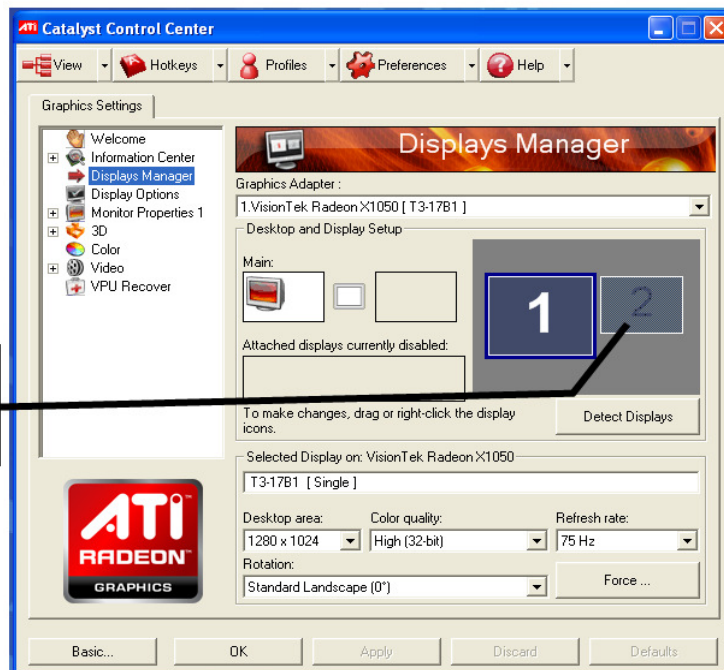 ATI Catalyst Control Center
View
Hotkeys
Profiles
Preferences
Help
Graphics Settings
Welcome
Information Center
Displays Manager
Display Options
Monitor Properties 1
3D
Color
Video
VPU Recover
ATI
RADEON
GRAPHICS
Displays Manager
Graphics Adapter :
1.VisionTek Radeon X1050 [ T3-17B1 ]
Desktop and Display Setup
Main:
1
2
Attached displays currently disabled:
To make changes, drag or right-click the display
icons.
Detect Displays
Selected Display on: VisionTek Radeon X1050
T3-17B1 [ Single ]
Desktop area:
Color quality:
Refresh rate:
1280 x 1024
High (32-bit)
75 Hz
Rotation:
Standard Landscape (0°)
Force ...
Basic...
OK
Apply
Discard
Defaults